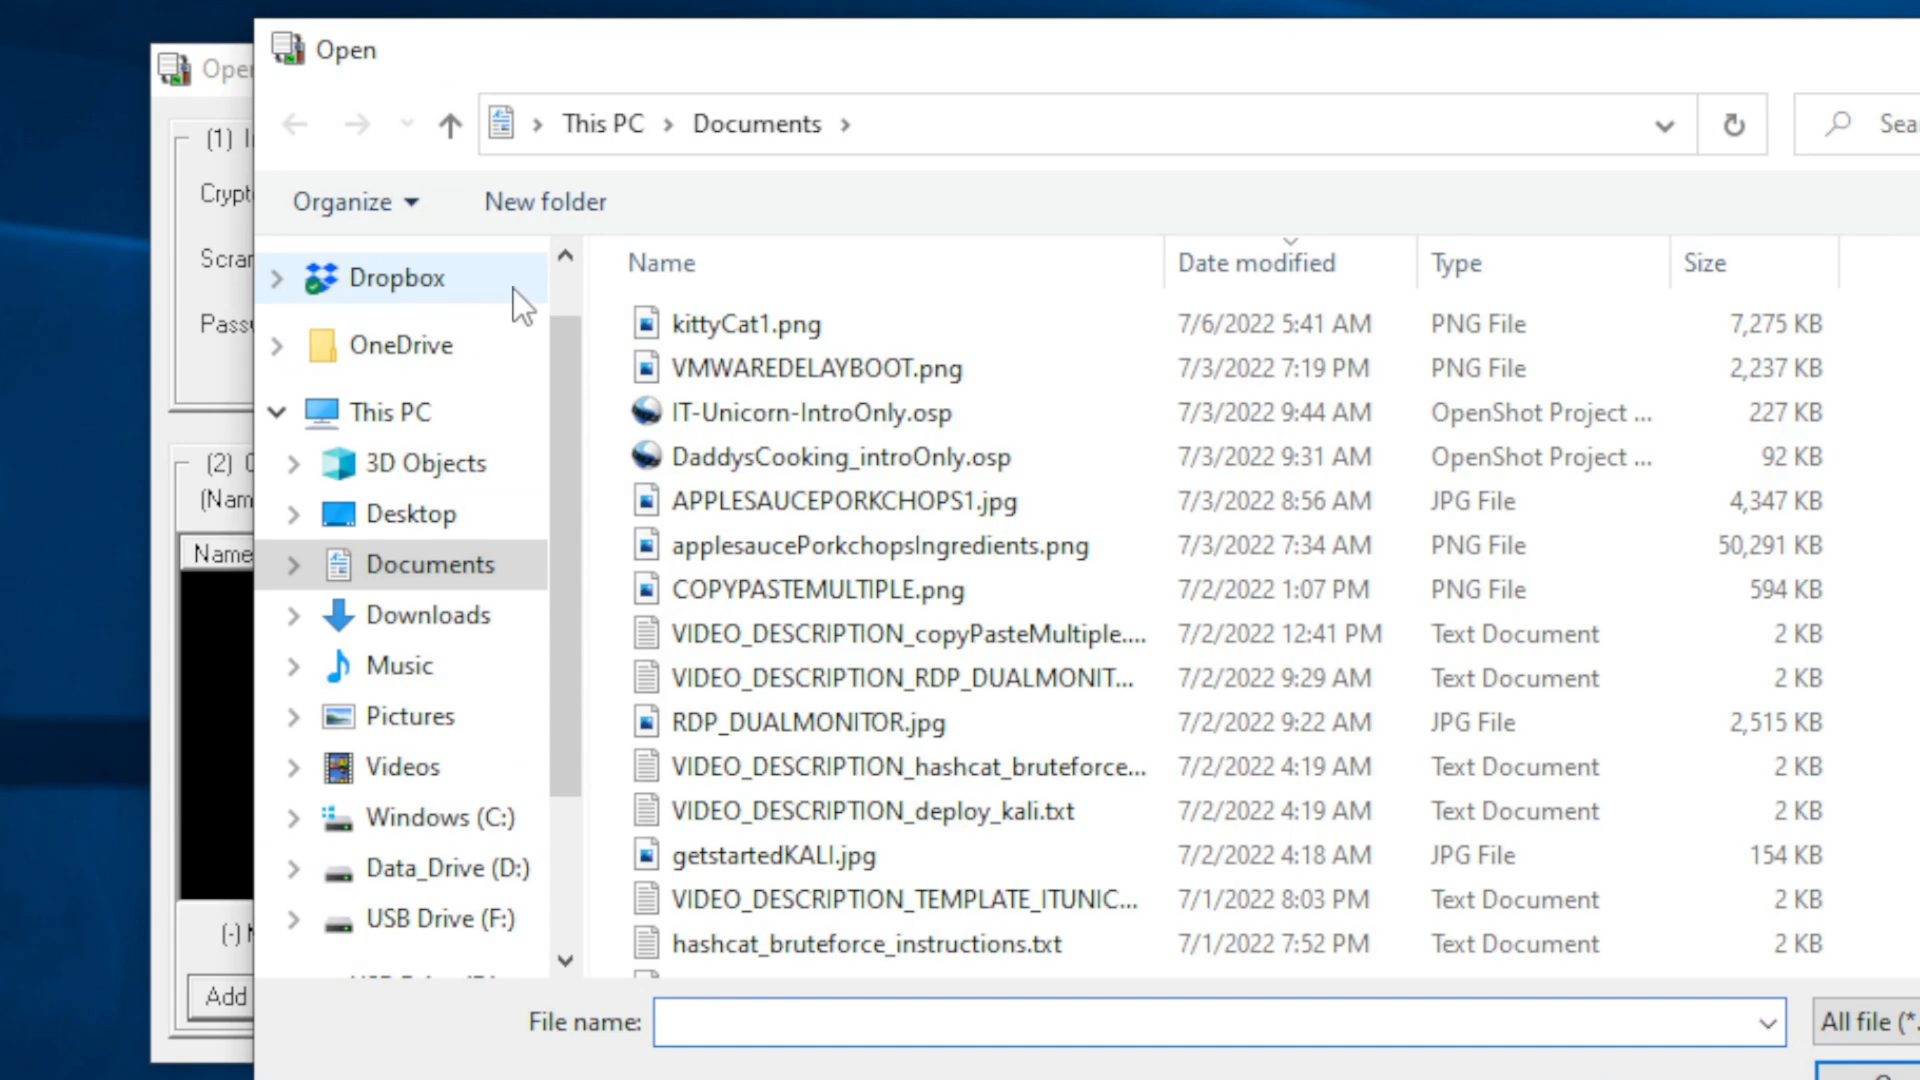 Open
Open
This PC
Documents
Sea
Organize
New folder
(1) I
Crypt
Scrar
Passw
(2)
(Nam
Name
(-)
Add
Dropbox
OneDrive
This PC
3D Objects
Desktop
Documents
Downloads
Music
Pictures
Videos
Windows (C:)
Data_Drive (D:)
USB Drive (F:)
Name Date modified Type Size
kittyCat1.png 7/6/2022 5:41 AM PNG File 7,275 KB
VMWAREDELAYBOOT.png 7/3/2022 7:19 PM PNG File 2,237 KB
IT-Unicorn-IntroOnly.osp 7/3/2022 9:44 AM OpenShot Project ... 227 KB
DaddysCooking_introOnly.osp 7/3/2022 9:31 AM OpenShot Project ... 92 KB
APPLESAUCEPORKCHOPS1.jpg 7/3/2022 8:56 AM JPG File 4,347 KB
applesaucePorkchopsIngredients.png 7/3/2022 7:34 AM PNG File 50,291 KB
COPYPASTEMULTIPLE.png 7/2/2022 1:07 PM PNG File 594 KB
VIDEO_DESCRIPTION_copyPasteMultiple.... 7/2/2022 12:41 PM Text Document 2 KB
VIDEO_DESCRIPTION_RDP_DUALMONIT... 7/2/2022 9:29 AM Text Document 2 KB
RDP_DUALMONITOR.jpg 7/2/2022 9:22 AM JPG File 2,515 KB
VIDEO_DESCRIPTION_hashcat_bruteforce... 7/2/2022 4:19 AM Text Document 2 KB
VIDEO_DESCRIPTION_deploy_kali.txt 7/2/2022 4:19 AM Text Document 2 KB
getstartedKALI.jpg 7/2/2022 4:18 AM JPG File 154 KB
VIDEO_DESCRIPTION_TEMPLATE_ITUNIC... 7/1/2022 8:03 PM Text Document 2 KB
hashcat_bruteforce_instructions.txt 7/1/2022 7:52 PM Text Document 2 KB
File name:
All file (*.